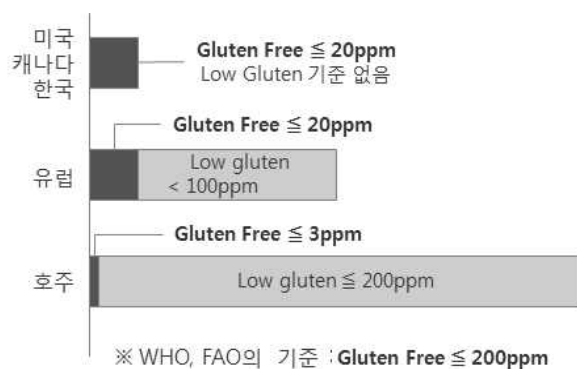 미국
캐나다
한국
Gluten Free ≦ 20ppm
Low Gluten 기준 없음
Gluten Free ≦ 20ppm
유럽
Low gluten
< 100ppm
Gluten Free ≦ 3ppm
호주
Low gluten ≦ 200ppm
※ WHO, FAO의 기준 : Gluten Free ≦ 200ppm